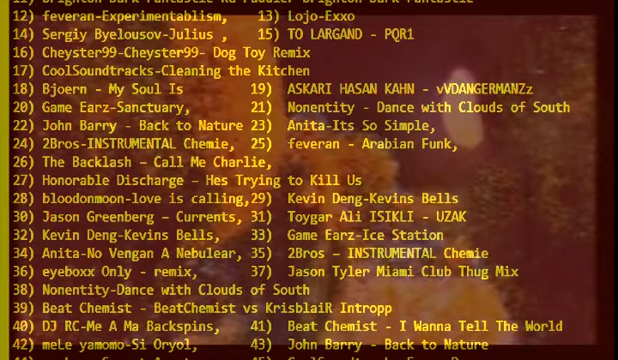 12) feveran-Experimentablism, 13) Lojo-Exxo
14) Sergiy Byelousov-Julius , 15) TO LARGAND - PQR1
16) Cheyster99-Cheyster99- Dog Toy Remix
17) CoolSoundtracks-Cleaning the Kitchen
18) Bjoern - My Soul Is 19) ASKARI HASAN KAHN - vVDANGERMANZz
20) Game Earz-Sanctuary, 21) Nonentity - Dance with Clouds of South
22) John Barry - Back to Nature 23) Anita-Its So Simple,
24) 2Bros-INSTRUMENTAL Chemie, 25) feveran - Arabian Funk,
26) The Backlash – Call Me Charlie,
27) Honorable Discharge – Hes Trying to Kill Us
28) bloodonmoon-love is calling,29) Kevin Deng-Kevins Bells
30) Jason Greenberg – Currents, 31) Toygar Ali ISIKLI - UZAK
32) Kevin Deng-Kevins Bells, 33) Game Earz-Ice Station
34) Anita-No Vengan A Nebulear, 35) 2Bros – INSTRUMENTAL Chemie
36) eyeboxx Only - remix, 37) Jason Tyler Miami Club Thug Mix
38) Nonentity-Dance with Clouds of South
39) Beat Chemist - BeatChemist vs KrisblaiR Intropp
40) DJ RC-Me A Ma Backspins, 41) Beat Chemist - I Wanna Tell The World
42) meLe yamomo-Si Oryol, 43) John Barry - Back to Nature